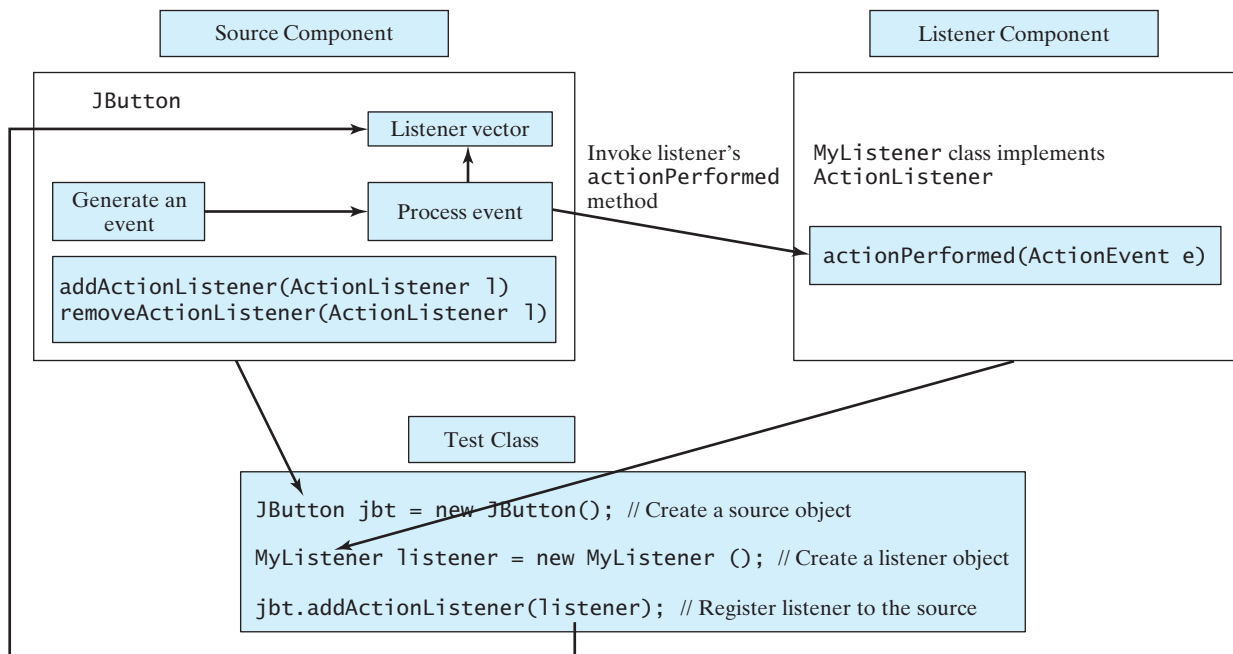 Source Component
Listener Component
JButton
Listener vector
Generate an
event
Process event
addActionListener(ActionListener l)
removeActionListener(ActionListener l)
Invoke listener's
actionPerformed
method
MyListener class implements
ActionListener
actionPerformed(ActionEvent e)
Test Class
JButton jbt = new JButton(); // Create a source object
MyListener listener = new MyListener (); // Create a listener object
jbt.addActionListener(listener); // Register listener to the source